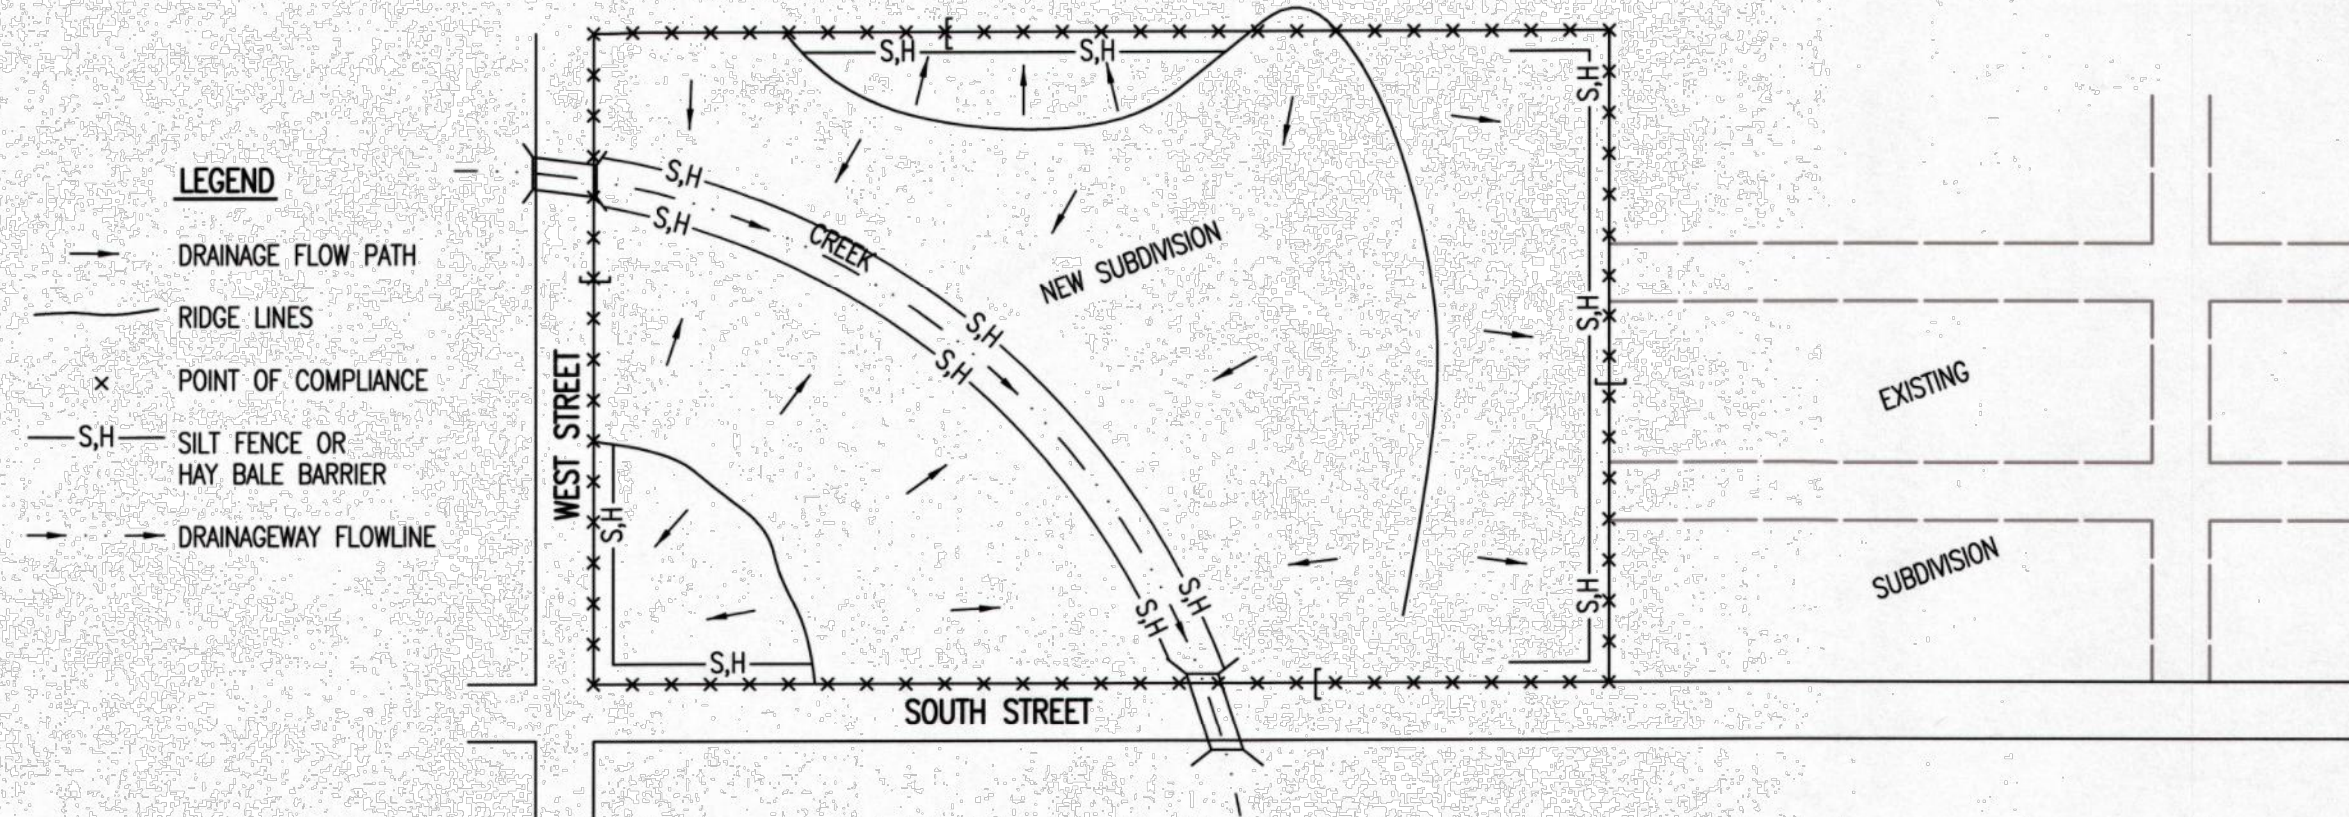 LEGEND
DRAINAGE FLOW PATH
RIDGE LINES
× POINT OF COMPLIANCE
S,H SILT FENCE OR
HAY BALE BARRIER
DRAINAGEWAY FLOWLINE
S,H
S,H
S,H
S,H
S,H
CREEK
NEW SUBDIVISION
S,H
S,H
S,H
WEST STREET
S,H
EXISTING
SUBDIVISION
S,H
S,H
S,H
S,H
SOUTH STREET